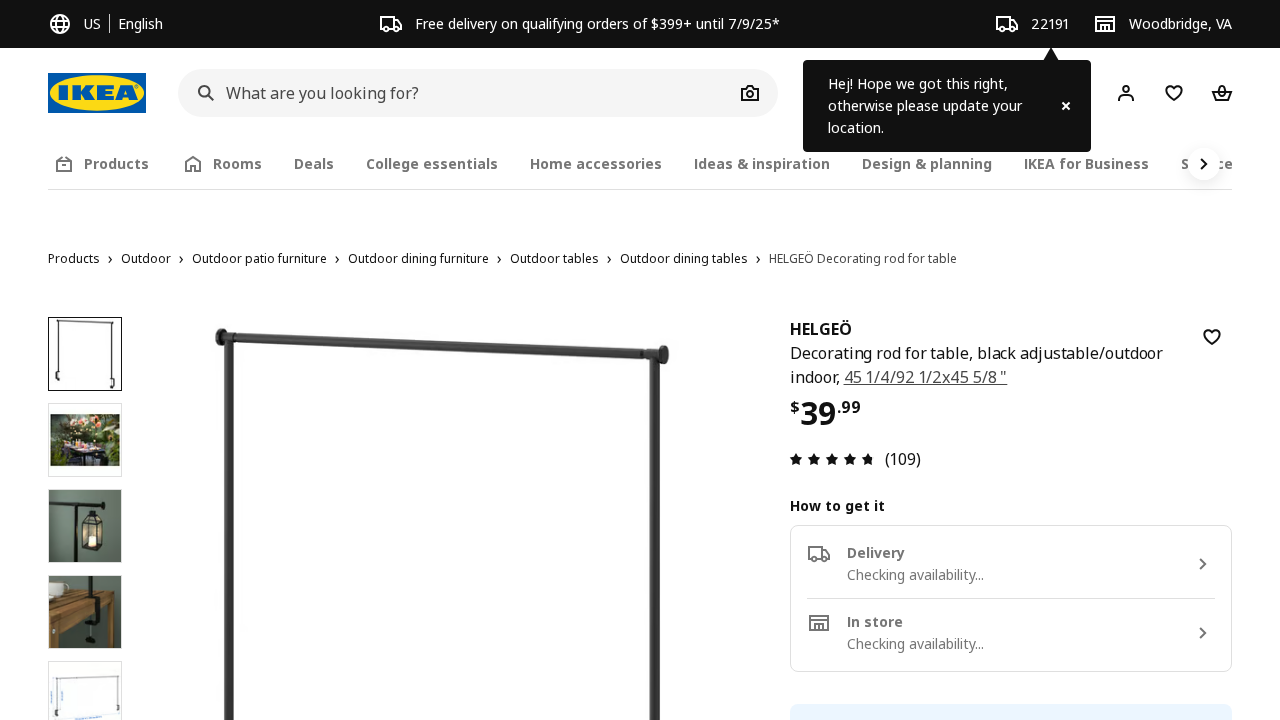 US | English
Free delivery on qualifying orders of $399+ until 7/9/25*
22191
Woodbridge, VA
IKEA
What are you looking for?
Hej! Hope we got this right,
otherwise please update your
location.
Products
Rooms
Deals
College essentials
Home accessories
Ideas & inspiration
Design & planning
IKEA for Business
Products › Outdoor › Outdoor patio furniture › Outdoor dining furniture › Outdoor tables › Outdoor dining tables › HELGEÖ Decorating rod for table
HELGEÖ
Decorating rod for table, black adjustable/outdoor
indoor, 45 1/4/92 1/2x45 5/8 "
$39.99
(109)
How to get it
Delivery
Checking availability...
In store
Checking availability...